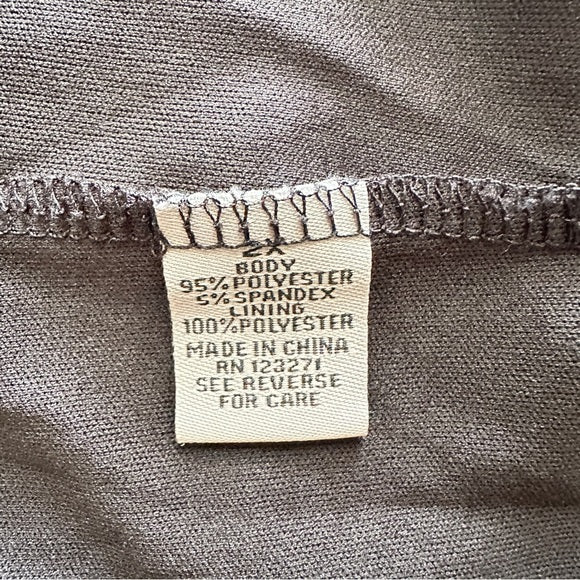 2X
BODY
95% POLYESTER
5% SPANDEX
LINING
100%POLYESTER
MADE IN CHINA
RN 123271
SEE REVERSE
FOR CARE